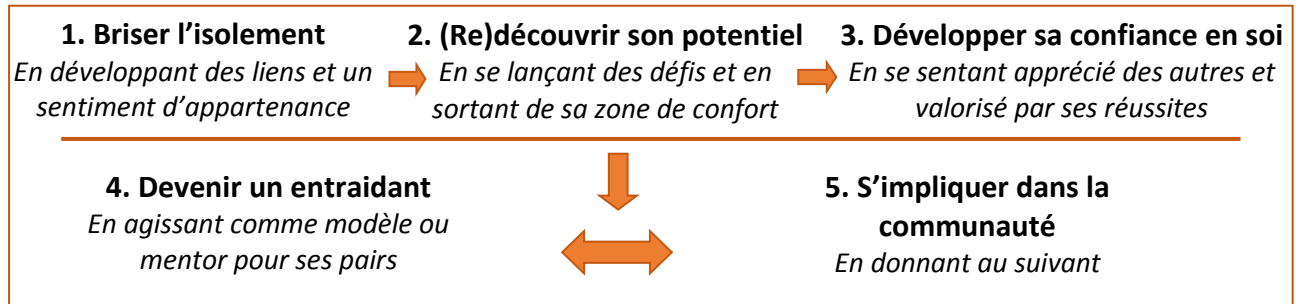 1. Briser l’isolement
En développant des liens et un
sentiment d’appartenance
2. (Re)découvrir son potentiel
En se lançant des défis et en
sortant de sa zone de confort
3. Développer sa confiance en soi
En se sentant apprécié des autres et
valorisé par ses réussites
4. Devenir un entraidant
En agissant comme modèle ou
mentor pour ses pairs
5. S’impliquer dans la
communauté
En donnant au suivant